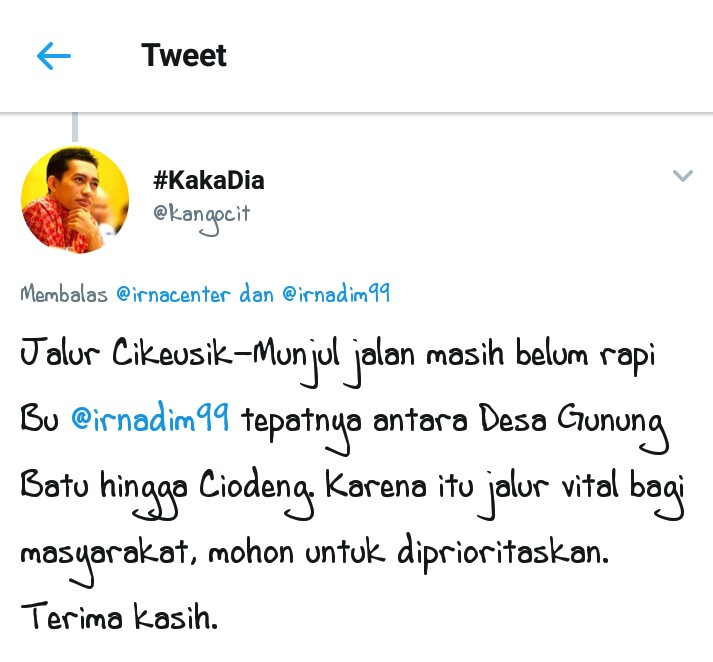 Tweet
#KakaDia
@kangocit
Membalas @irnacenter dan @irnadim99
Jalur Cikeusik-Munjul jalan masih belum rapi
Bu @irnadim99 tepatnya antara Desa Gunung
Batu hingga Ciodeng. Karena itu jalur vital bagi
masyarakat, mohon untuk diprioritaskan.
Terima kasih.